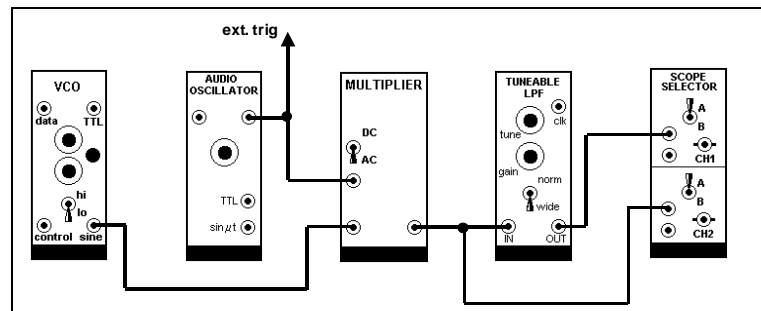 ext. trig
VCO
data
TTL
hi
lo
control
sine
AUDIO
OSCILLATOR
TTL
sinµt
MULTIPLIER
DC
AC
TUNEABLE
LPF
tune
clk
gain
norm
wide
IN
OUT
SCOPE
SELECTOR
A
B
CH1
A
B
CH2